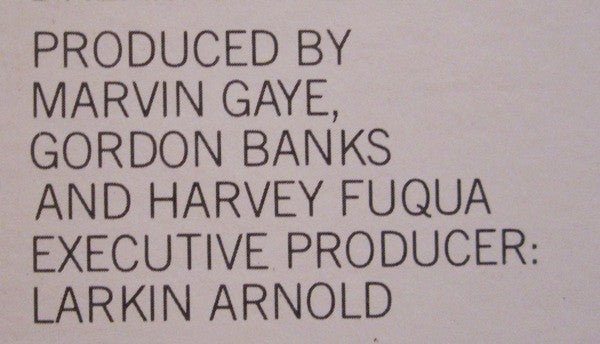 PRODUCED BY
MARVIN GAYE,
GORDON BANKS
AND HARVEY FUQUA
EXECUTIVE PRODUCER:
LARKIN ARNOLD